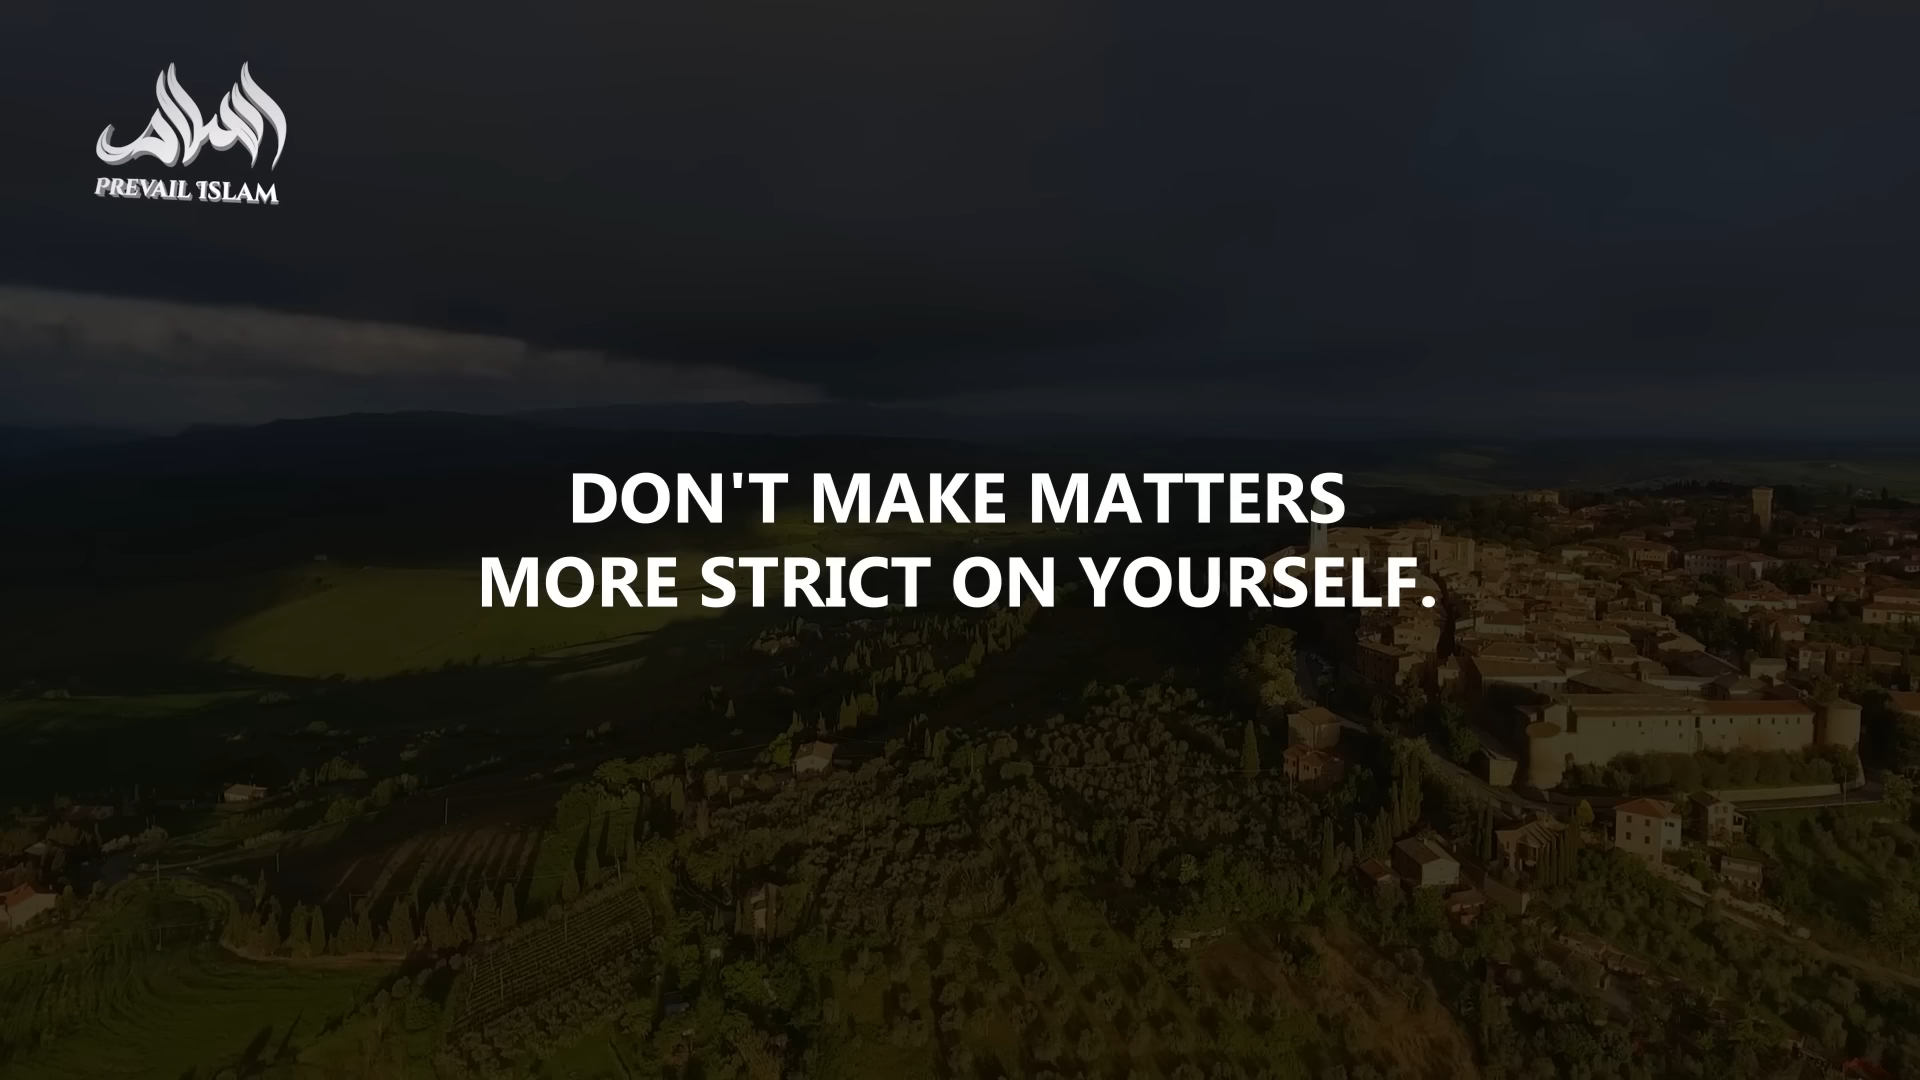 السلام
PREVAIL ISLAM
DON'T MAKE MATTERS
MORE STRICT ON YOURSELF.